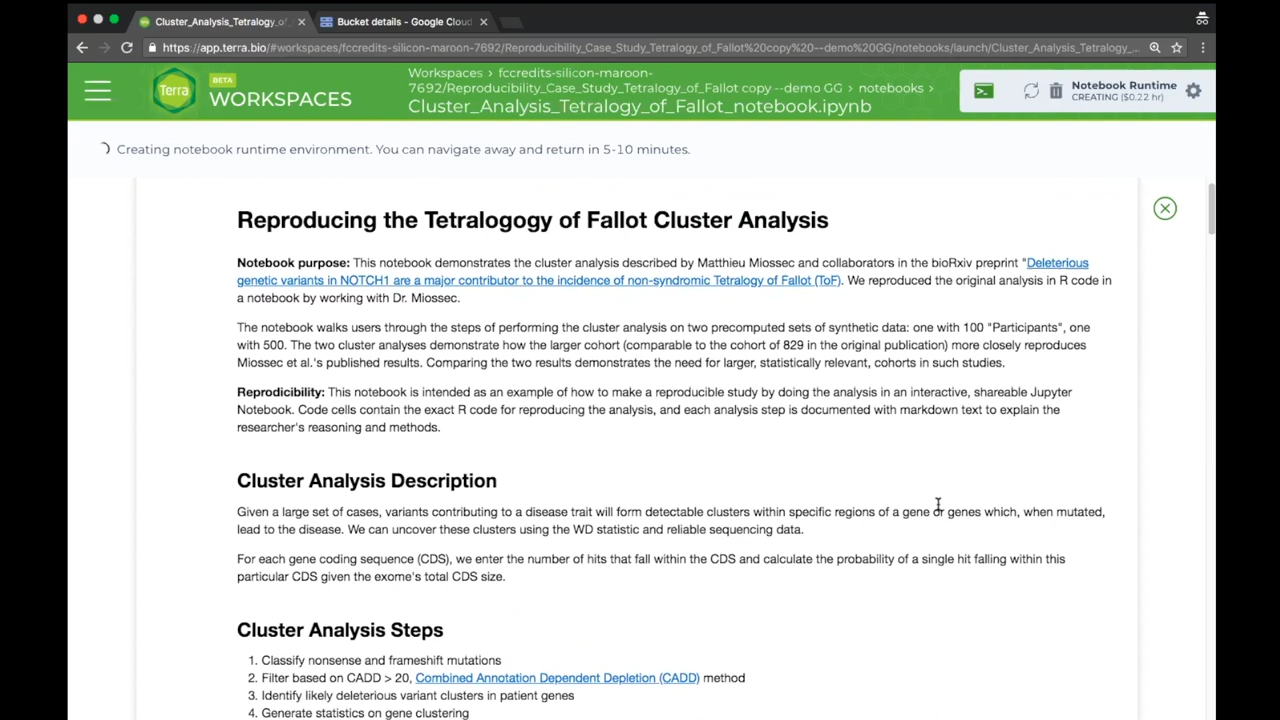 Cluster_Analysis_Tetralogy_of_
Bucket details - Google Cloud
https://app.terra.bio/#workspaces/fccredits-silicon-maroon-7692/Reproducibility_Case_Study_Tetralogy_of_Fallot%20copy%20--demo%20GG/notebooks/launch/Cluster_Analysis_Tetralogy_...
Terra
BETA
WORKSPACES
Workspaces > fccredits-silicon-maroon-
7692/Reproducibility_Case_Study_Tetralogy_of_Fallot copy --demo GG > notebooks >
Cluster_Analysis_Tetralogy_of_Fallot_notebook.ipynb
Notebook Runtime
CREATING ($0.22 hr)
Creating notebook runtime environment. You can navigate away and return in 5-10 minutes.
Reproducing the Tetralogogy of Fallot Cluster Analysis
Notebook purpose: This notebook demonstrates the cluster analysis described by Matthieu Miossec and collaborators in the bioRxiv preprint "Deleterious
genetic variants in NOTCH1 are a major contributor to the incidence of non-syndromic Tetralogy of Fallot (ToF). We reproduced the original analysis in R code in
a notebook by working with Dr. Miossec.
The notebook walks users through the steps of performing the cluster analysis on two precomputed sets of synthetic data: one with 100 "Participants", one
with 500. The two cluster analyses demonstrate how the larger cohort (comparable to the cohort of 829 in the original publication) more closely reproduces
Miossec et al.'s published results. Comparing the two results demonstrates the need for larger, statistically relevant, cohorts in such studies.
Reprodicibility: This notebook is intended as an example of how to make a reproducible study by doing the analysis in an interactive, shareable Jupyter
Notebook. Code cells contain the exact R code for reproducing the analysis, and each analysis step is documented with markdown text to explain the
researcher's reasoning and methods.
Cluster Analysis Description
Given a large set of cases, variants contributing to a disease trait will form detectable clusters within specific regions of a gene or genes which, when mutated,
lead to the disease. We can uncover these clusters using the WD statistic and reliable sequencing data.
For each gene coding sequence (CDS), we enter the number of hits that fall within the CDS and calculate the probability of a single hit falling within this
particular CDS given the exome's total CDS size.
Cluster Analysis Steps
1. Classify nonsense and frameshift mutations
2. Filter based on CADD > 20, Combined Annotation Dependent Depletion (CADD) method
3. Identify likely deleterious variant clusters in patient genes
4. Generate statistics on gene clustering